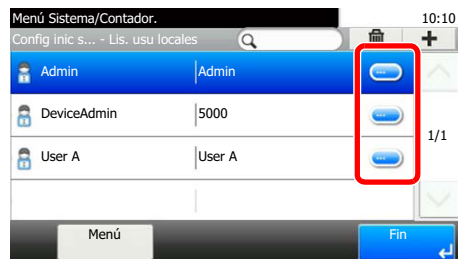 Menú Sistema/Contador. 10:10
Config inic s... - Lis. usu locales
Admin Admin
DeviceAdmin 5000
1/1
User A User A
Menú Fin